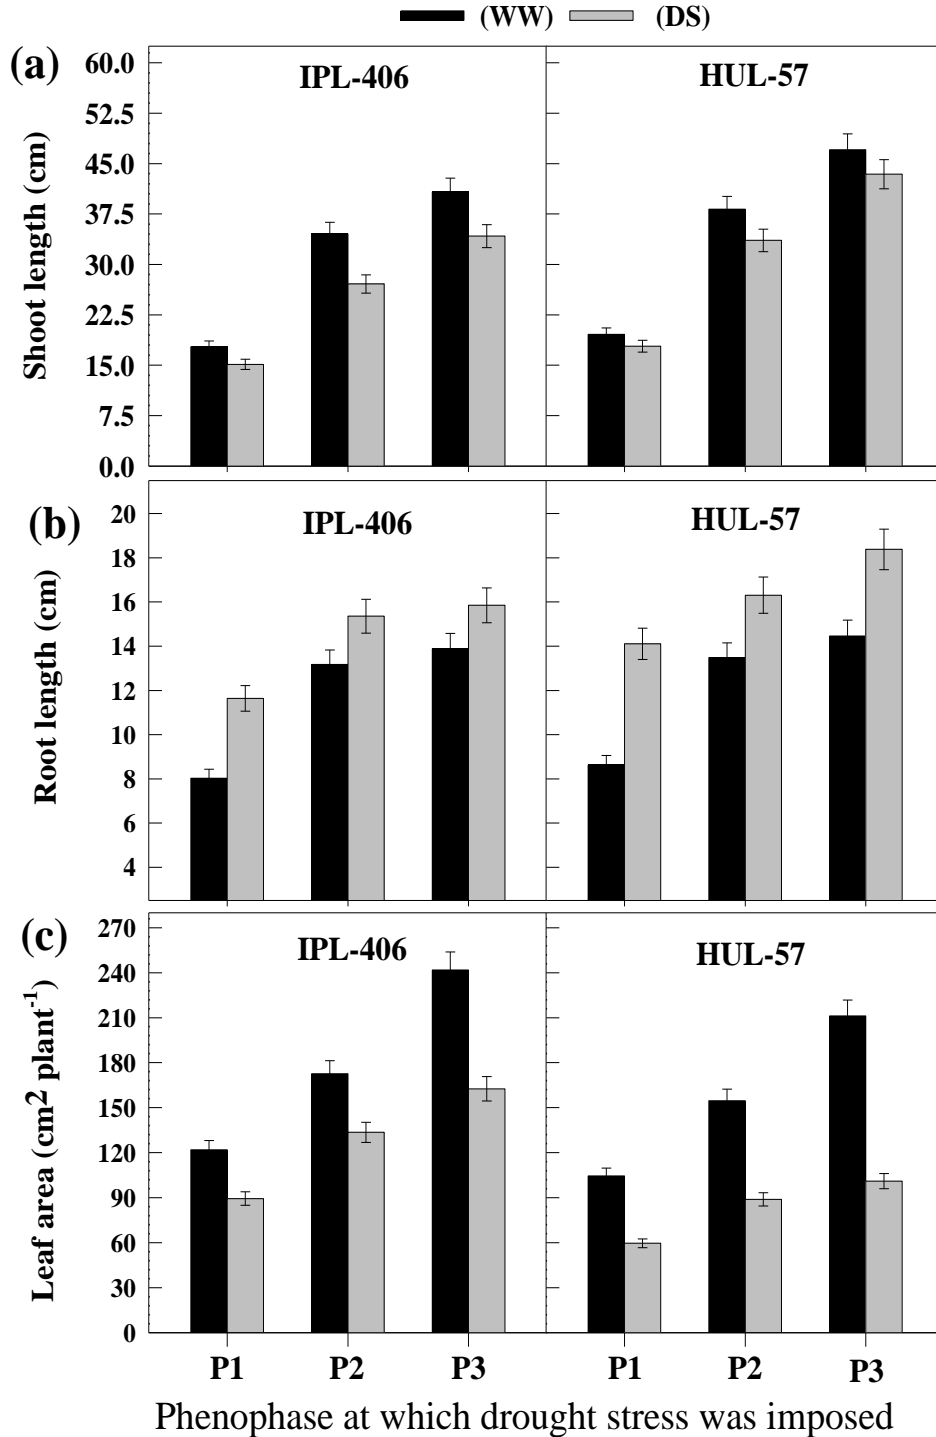 (WW) (DS)
(a)
IPL-406 HUL-57
Shoot length (cm)
60.0
52.5
45.0
37.5
30.0
22.5
15.0
7.5
0.0
(b)
IPL-406 HUL-57
Root length (cm)
20
18
16
14
12
10
8
6
4
(c)
IPL-406 HUL-57
Leaf area (cm² plant⁻¹)
270
240
210
180
150
120
90
60
30
0
P1 P2 P3 P1 P2 P3
Phenophase at which drought stress was imposed